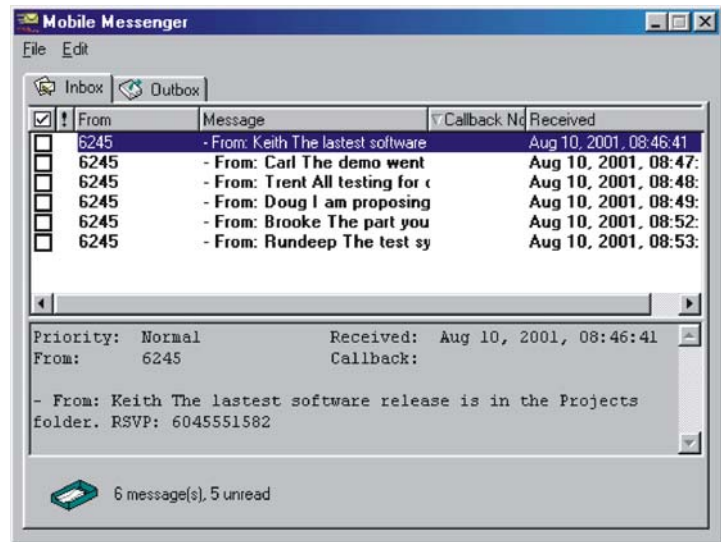 Mobile Messenger
File Edit
Inbox Outbox
! From Message Callback No Received
6245 - From: Keith The lastest software Aug 10, 2001, 08:46:41
6245 - From: Carl The demo went Aug 10, 2001, 08:47:
6245 - From: Trent All testing for Aug 10, 2001, 08:48:
6245 - From: Doug I am proposing Aug 10, 2001, 08:49:
6245 - From: Brooke The part you Aug 10, 2001, 08:52:
6245 - From: Rundeep The test sy Aug 10, 2001, 08:53:
Priority: Normal Received: Aug 10, 2001, 08:46:41
From: 6245 Callback:
- From: Keith The lastest software release is in the Projects
folder. RSVP: 6045551582
6 message(s), 5 unread